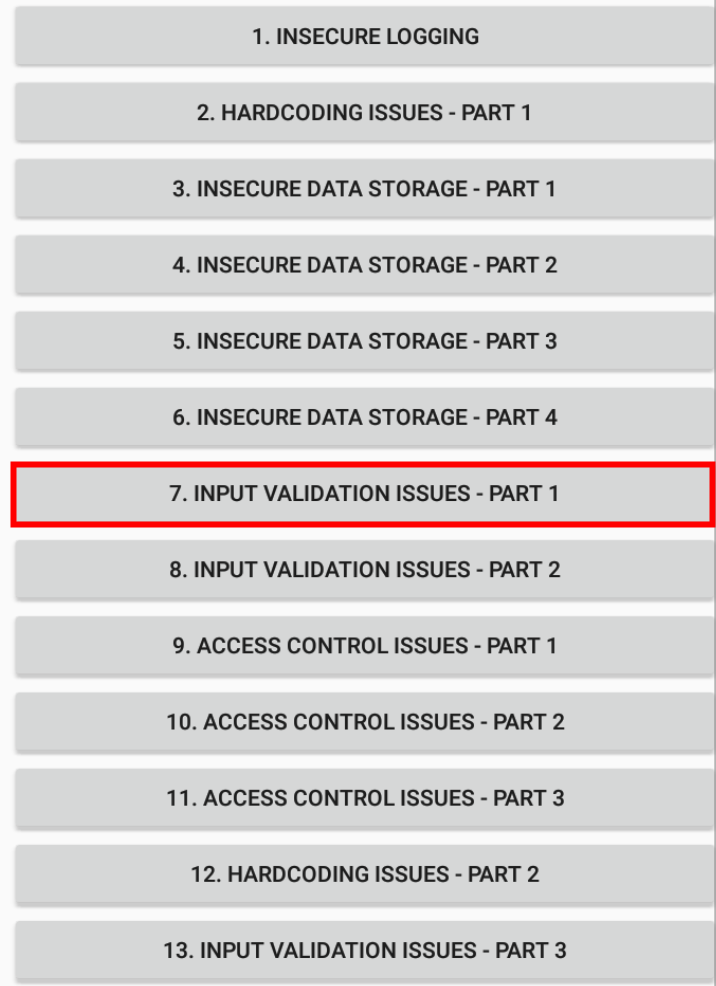 1. INSECURE LOGGING
2. HARDCODING ISSUES - PART 1
3. INSECURE DATA STORAGE - PART 1
4. INSECURE DATA STORAGE - PART 2
5. INSECURE DATA STORAGE - PART 3
6. INSECURE DATA STORAGE - PART 4
7. INPUT VALIDATION ISSUES - PART 1
8. INPUT VALIDATION ISSUES - PART 2
9. ACCESS CONTROL ISSUES - PART 1
10. ACCESS CONTROL ISSUES - PART 2
11. ACCESS CONTROL ISSUES - PART 3
12. HARDCODING ISSUES - PART 2
13. INPUT VALIDATION ISSUES - PART 3